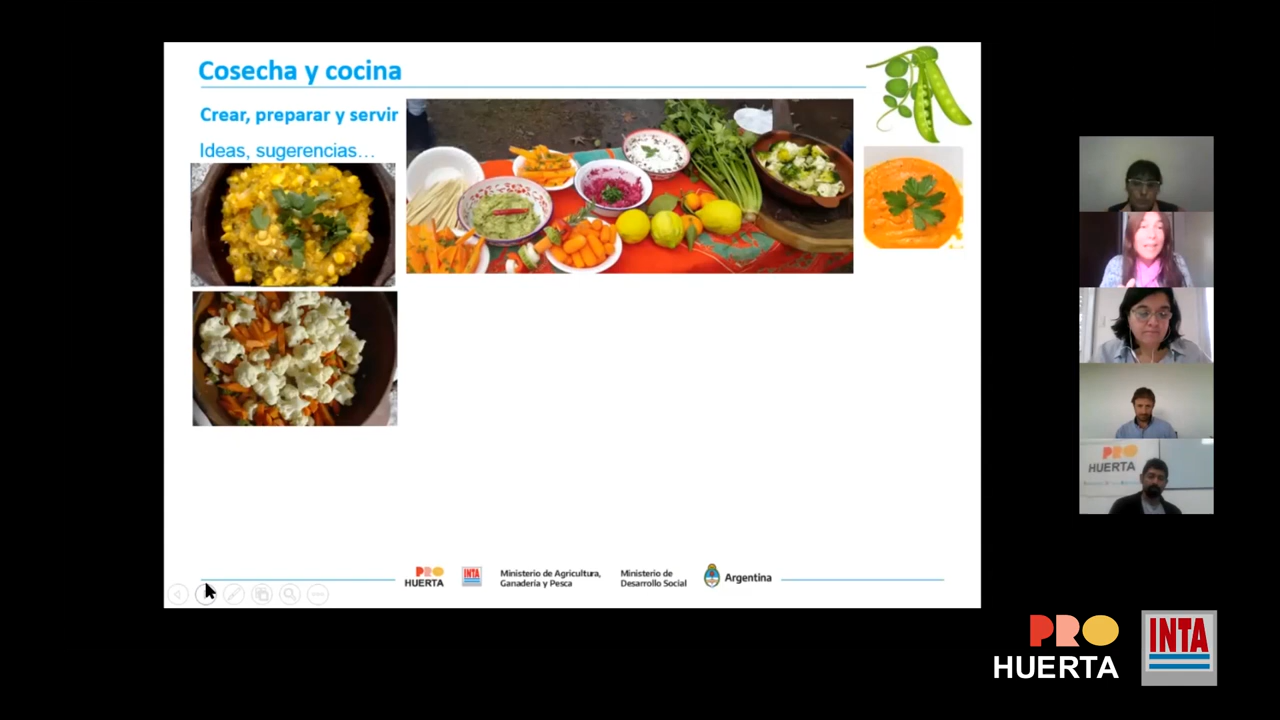 Cosecha y cocina
Crear, preparar y servir
Ideas, sugerencias...
PRO
HUERTA
INTA
Ministerio de Agricultura,
Ganadería y Pesca
Ministerio de
Desarrollo Social
Argentina
PRO
HUERTA
PRO
HUERTA
INTA